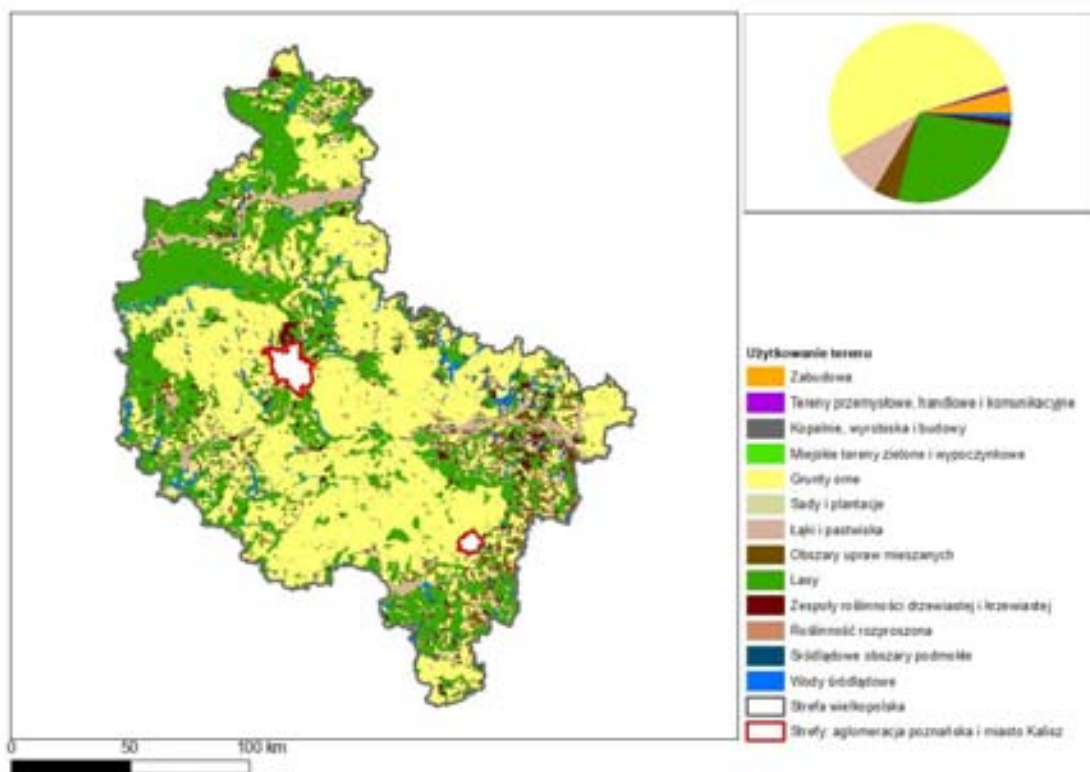 Użytkowanie terenu
Zabudowa
Tereny przemysłowe, handlowe i komunikacyjne
Kopalnie, wyrobiska i budowy
Miejskie tereny zielone i wypoczynkowe
Grunty orne
Sady i plantacje
Łąki i pastwiska
Obszary upraw mieszanych
Lasy
Zespoły roślinności drzewiastej i krzewiastej
Roślinność rozproszona
Śródlądowe obszary podmokłe
Wody śródlądowe
Strefa wielkopolska
Strefy: aglomeracja poznańska i miasto Kalisz
0 50 100 km